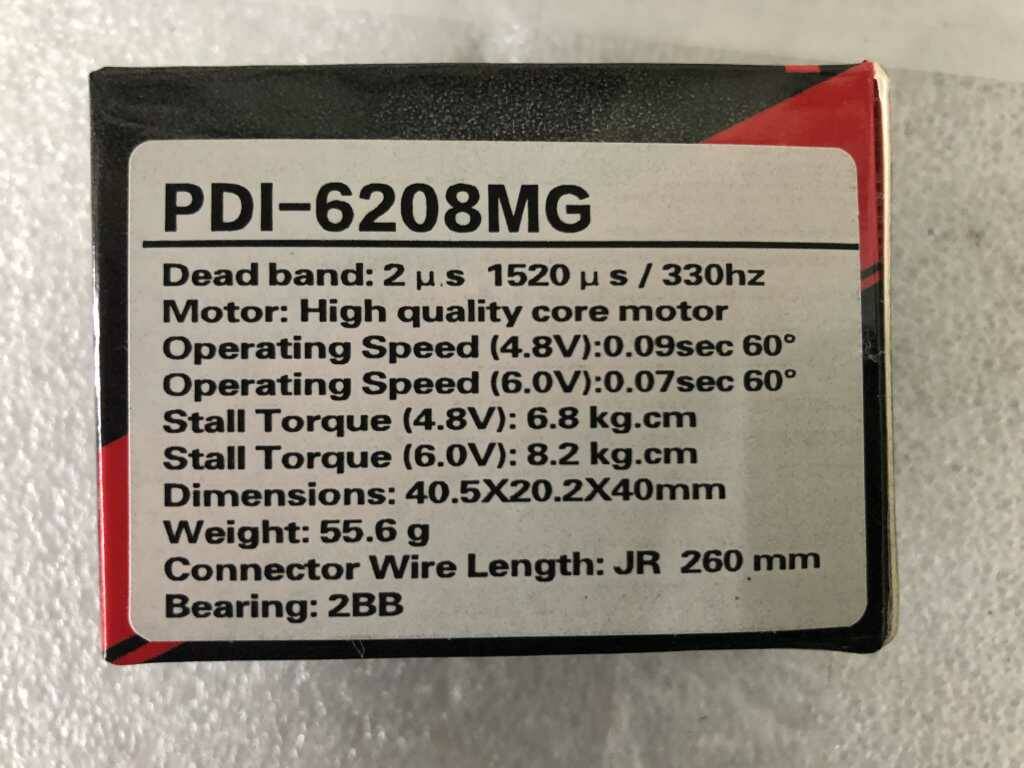 PDI-6208MG
Dead band: 2 μ.s 1520 μ s / 330hz
Motor: High quality core motor
Operating Speed (4.8V):0.09sec 60°
Operating Speed (6.0V):0.07sec 60°
Stall Torque (4.8V): 6.8 kg.cm
Stall Torque (6.0V): 8.2 kg.cm
Dimensions: 40.5X20.2X40mm
Weight: 55.6 g
Connector Wire Length: JR 260 mm
Bearing: 2BB